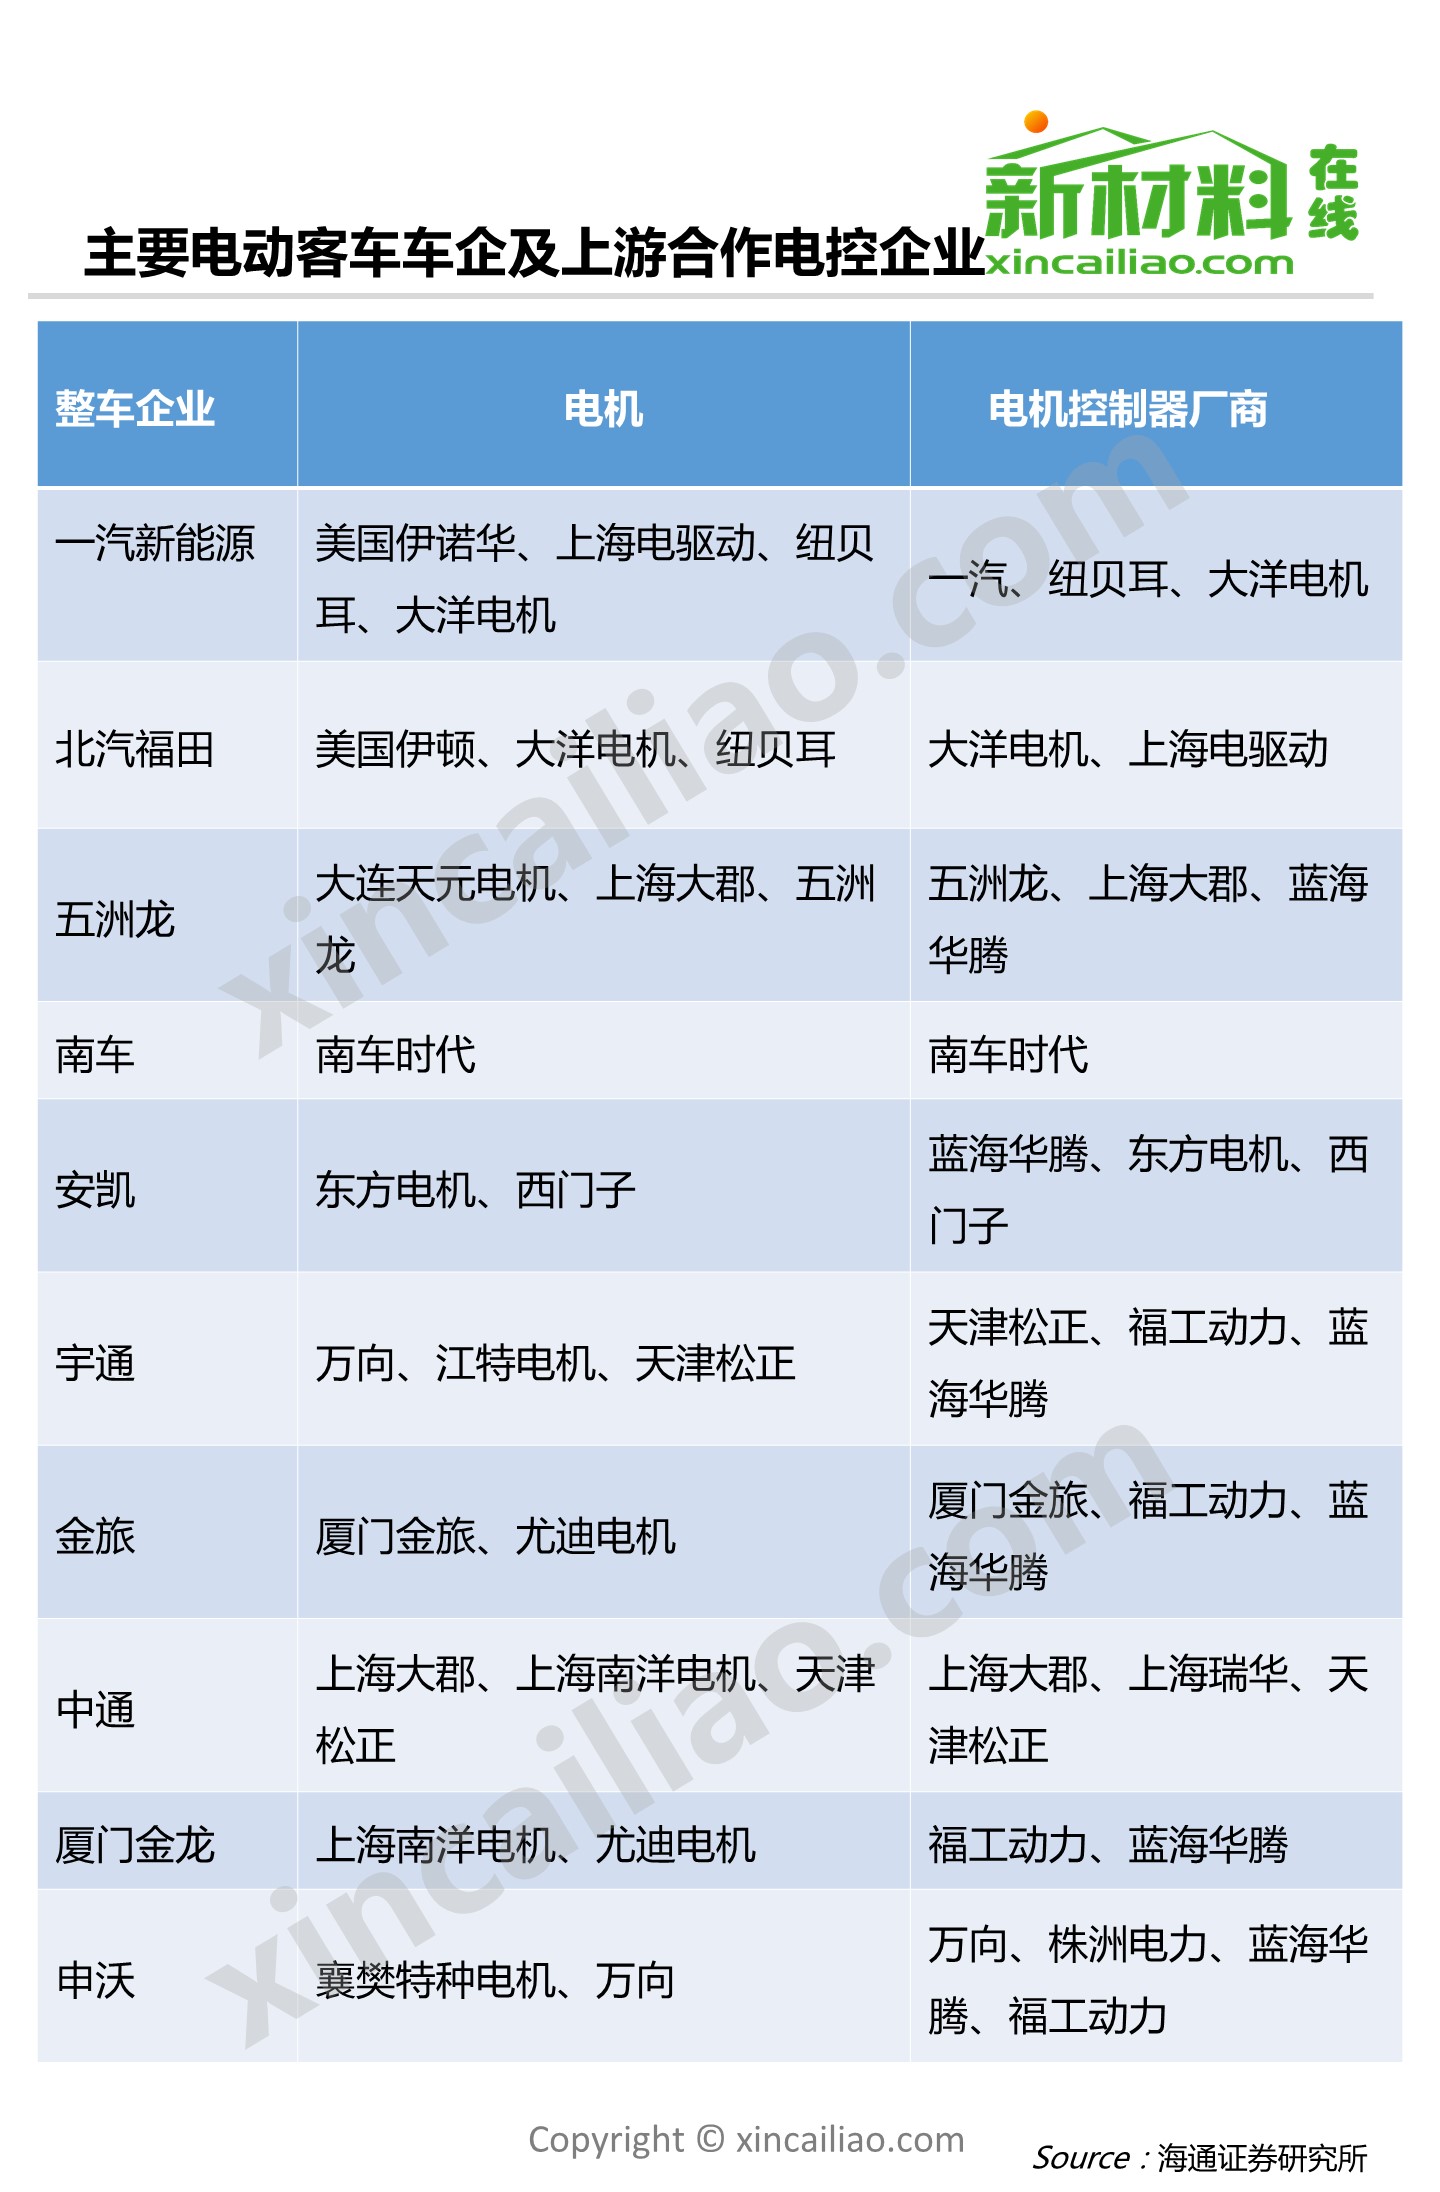 新材料在线
xincailiao.com
主要电动客车车企及上游合作电控企业
整车企业 电机 电机控制器厂商
一汽新能源 美国伊诺华、上海电驱动、纽贝
耳、大洋电机
一汽、纽贝耳、大洋电机
北汽福田 美国伊顿、大洋电机、纽贝耳 大洋电机、上海电驱动
五洲龙
大连天元电机、上海大郡、五洲
龙
五洲龙、上海大郡、蓝海
华腾
南车 南车时代 南车时代
安凯 东方电机、西门子
蓝海华腾、东方电机、西
门子
宇通 万向、江特电机、天津松正
天津松正、福工动力、蓝
海华腾
金旅 厦门金旅、尤迪电机
厦门金旅、福工动力、蓝
海华腾
中通
上海大郡、上海南洋电机、天津
松正
上海大郡、上海瑞华、天
津松正
厦门金龙 上海南洋电机、尤迪电机 福工动力、蓝海华腾
申沃 襄樊特种电机、万向
万向、株洲电力、蓝海华
腾、福工动力
xincailiao.com
xincailiao.com
Copyright © xincailiao.com
Source：海通证券研究所